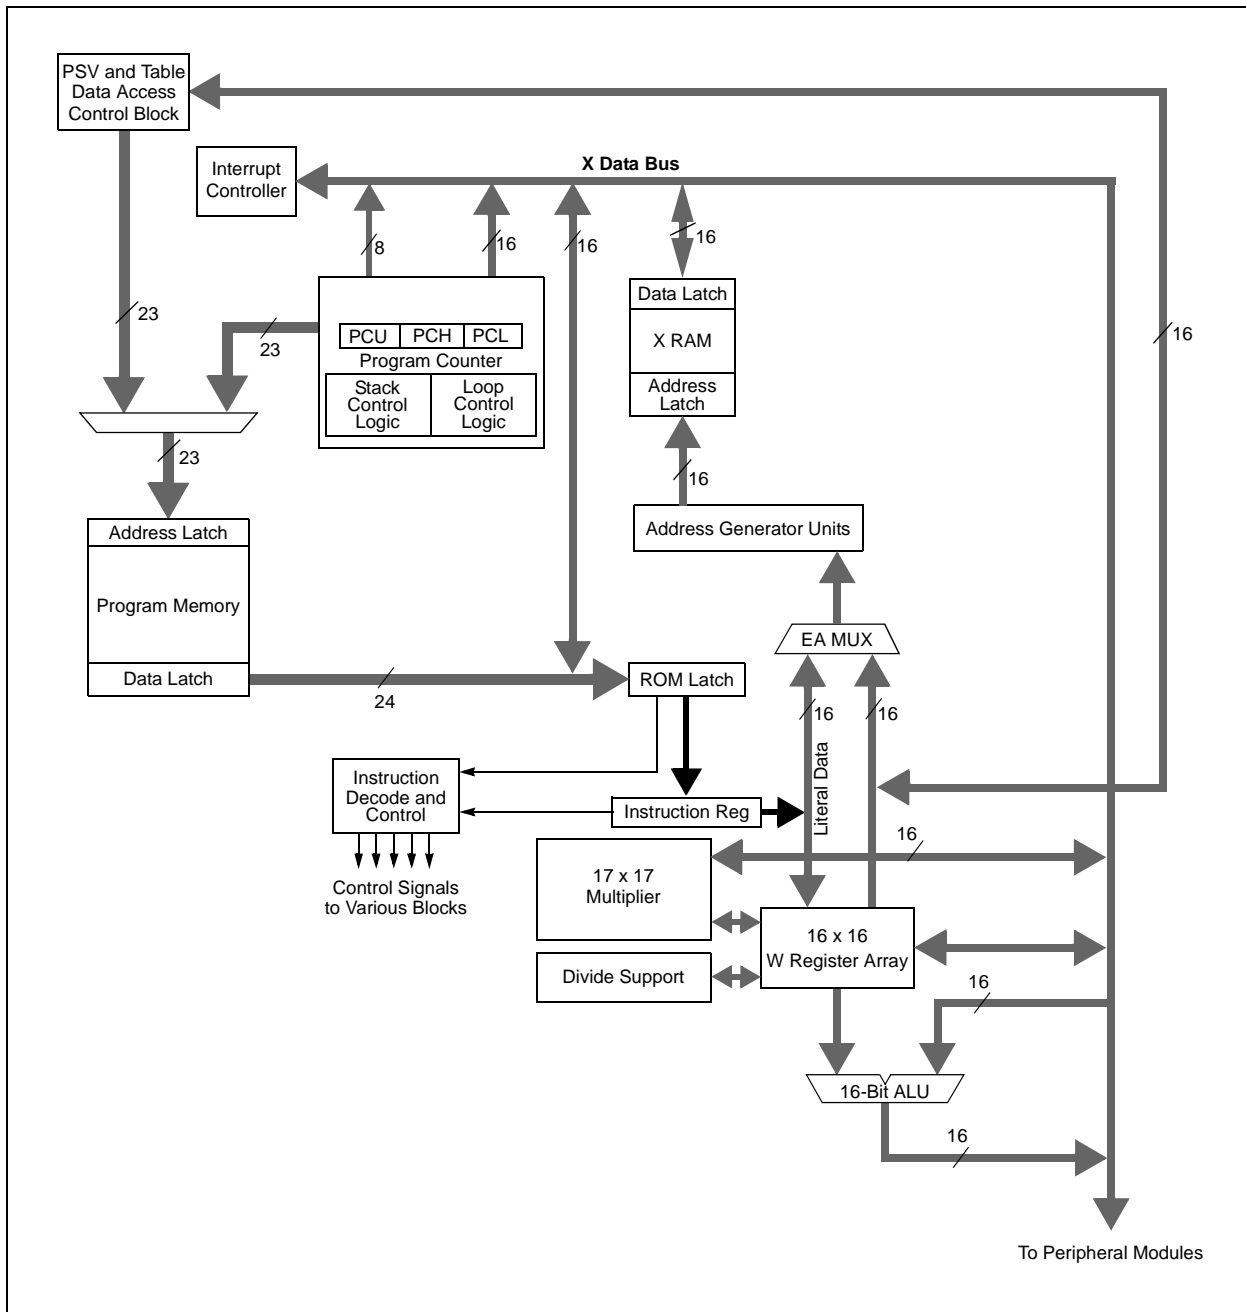 PSV and Table
Data Access
Control Block
Interrupt
Controller
X Data Bus
8
16
16
16
23
23
16
PCU
PCH
PCL
Program Counter
Stack
Control
Logic
Loop
Control
Logic
Data Latch
X RAM
Address
Latch
23
16
Address Latch
Program Memory
Data Latch
24
Address Generator Units
EA MUX
ROM Latch
16
16
Literal Data
Instruction
Decode and
Control
Instruction Reg
Control Signals
to Various Blocks
17 x 17
Multiplier
16
16 x 16
W Register Array
Divide Support
16
16-Bit ALU
16
To Peripheral Modules